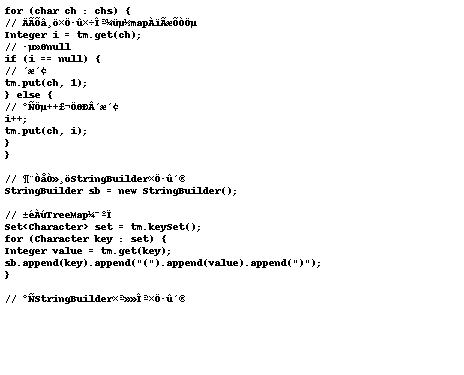 for (char ch : chs) {
// ÄÃÕâ¸ö×Ö·û×÷Îª¼üµ½mapÀïÃæÕÒÖµ
Integer i = tm.get(ch);
// ·µ»Ønull
if (i == null) {
// ´æ´¢
tm.put(ch, 1);
} else {
// °ÑÖµ++£¬ÖØÐÂ´æ´¢
i++;
tm.put(ch, i);
}
}
// ¶¨ÒåÒ»¸öStringBuilder×Ö·û´®
StringBuilder sb = new StringBuilder();
// ±éÀúTreeMap¼¯ºÏ
Set<Character> set = tm.keySet();
for (Character key : set) {
Integer value = tm.get(key);
sb.append(key).append("(").append(value).append(")");
}
// °ÑStringBuilder×ª»»Îª×Ö·û´®